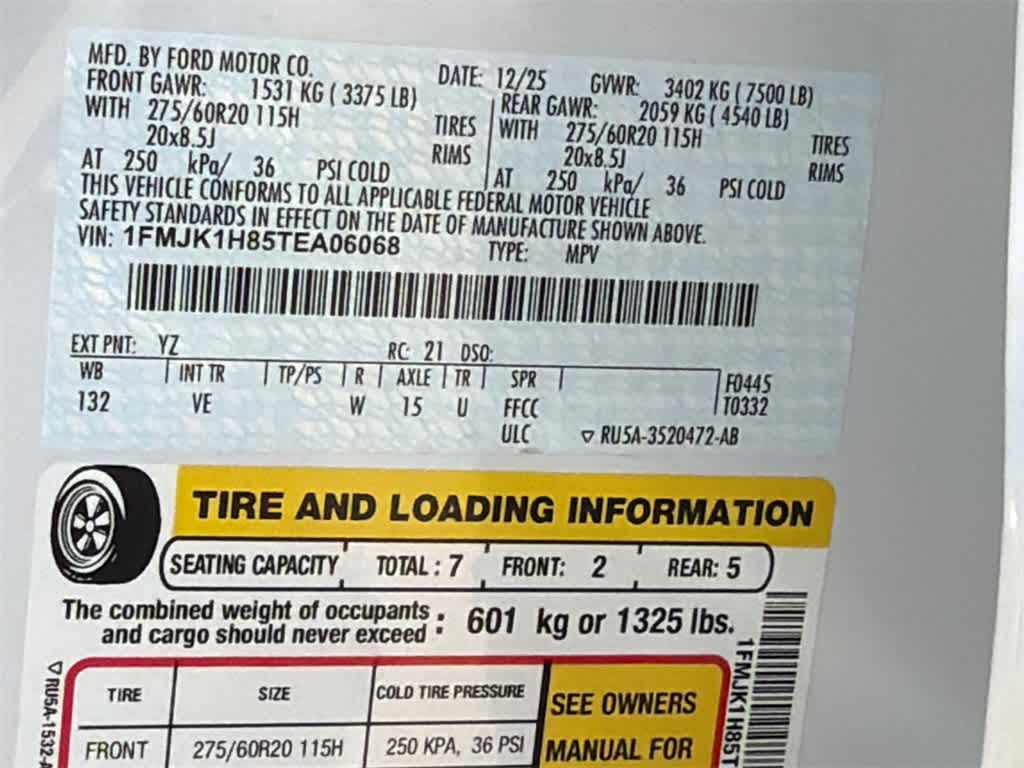 MFD. BY FORD MOTOR CO. DATE: 12/25 GVWR: 3402 KG ( 7500 LB)
FRONT GAWR: 1531 KG ( 3375 LB) REAR GAWR: 2059 KG ( 4540 LB)
WITH 275/60R20 115H TIRES WITH 275/60R20 115H TIRES
20x8.5J RIMS 20x8.5J RIMS
AT 250 kPa/ 36 PSI COLD AT 250 kPa/ 36 PSI COLD
THIS VEHICLE CONFORMS TO ALL APPLICABLE FEDERAL MOTOR VEHICLE
SAFETY STANDARDS IN EFFECT ON THE DATE OF MANUFACTURE SHOWN ABOVE.
VIN: 1FMJK1H85TEA06068 TYPE: MPV
EXT PNT: YZ RC: 21 DSO:
WB INT TR TP/PS R AXLE TR SPR F0445
132 VE W 15 U FFCC T0332
ULC ▽ RU5A-3520472-AB
TIRE AND LOADING INFORMATION
SEATING CAPACITY TOTAL : 7 FRONT: 2 REAR: 5
The combined weight of occupants
and cargo should never exceed : 601 kg or 1325 lbs.
TIRE SIZE COLD TIRE PRESSURE SEE OWNERS
FRONT 275/60R20 115H 250 KPA, 36 PSI MANUAL FOR
▽ RU5A-1532-
1FMJK1H85T